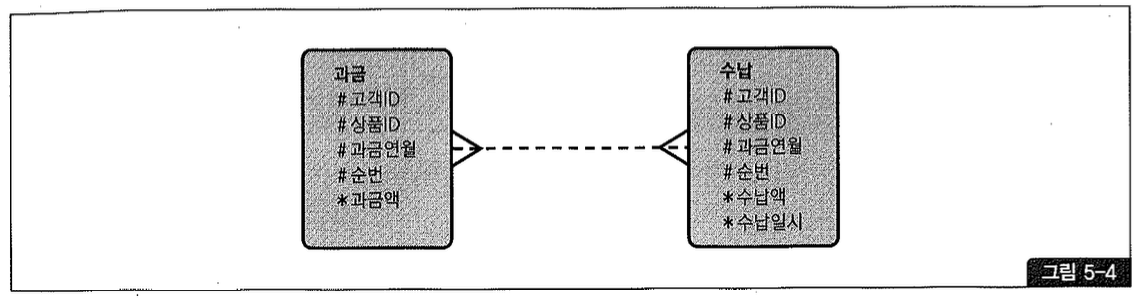 과금
#고객ID
#상품ID
#과금연월
#순번
*과금액
수납
#고객ID
#상품ID
#과금연월
#순번
*수납액
*수납일시
그림 5-4